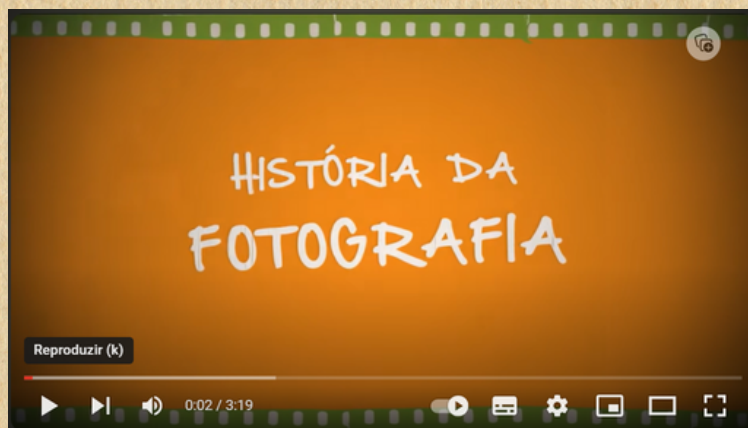 HISTÓRIA DA
FOTOGRAFIA
Reproduzir (k)
0:02 / 3:19